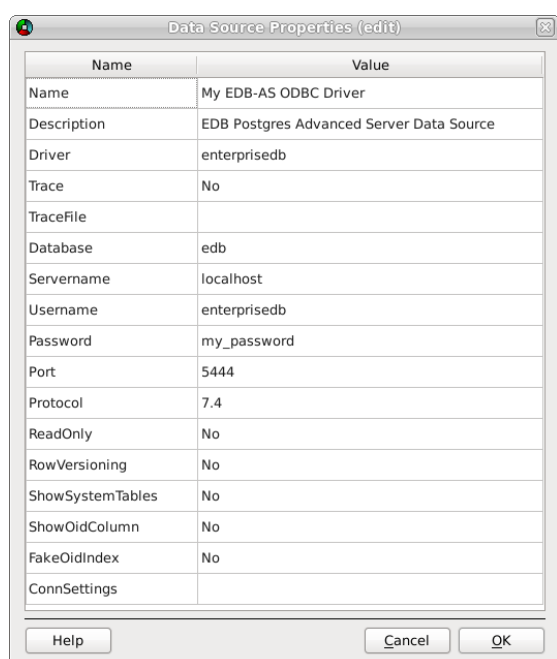 Data Source Properties (edit)
Name Value
Name My EDB-AS ODBC Driver
Description EDB Postgres Advanced Server Data Source
Driver enterprisedb
Trace No
TraceFile
Database edb
Servername localhost
Username enterprisedb
Password my_password
Port 5444
Protocol 7.4
ReadOnly No
RowVersioning No
ShowSystemTables No
ShowOidColumn No
FakeOidIndex No
ConnSettings
Help Cancel OK